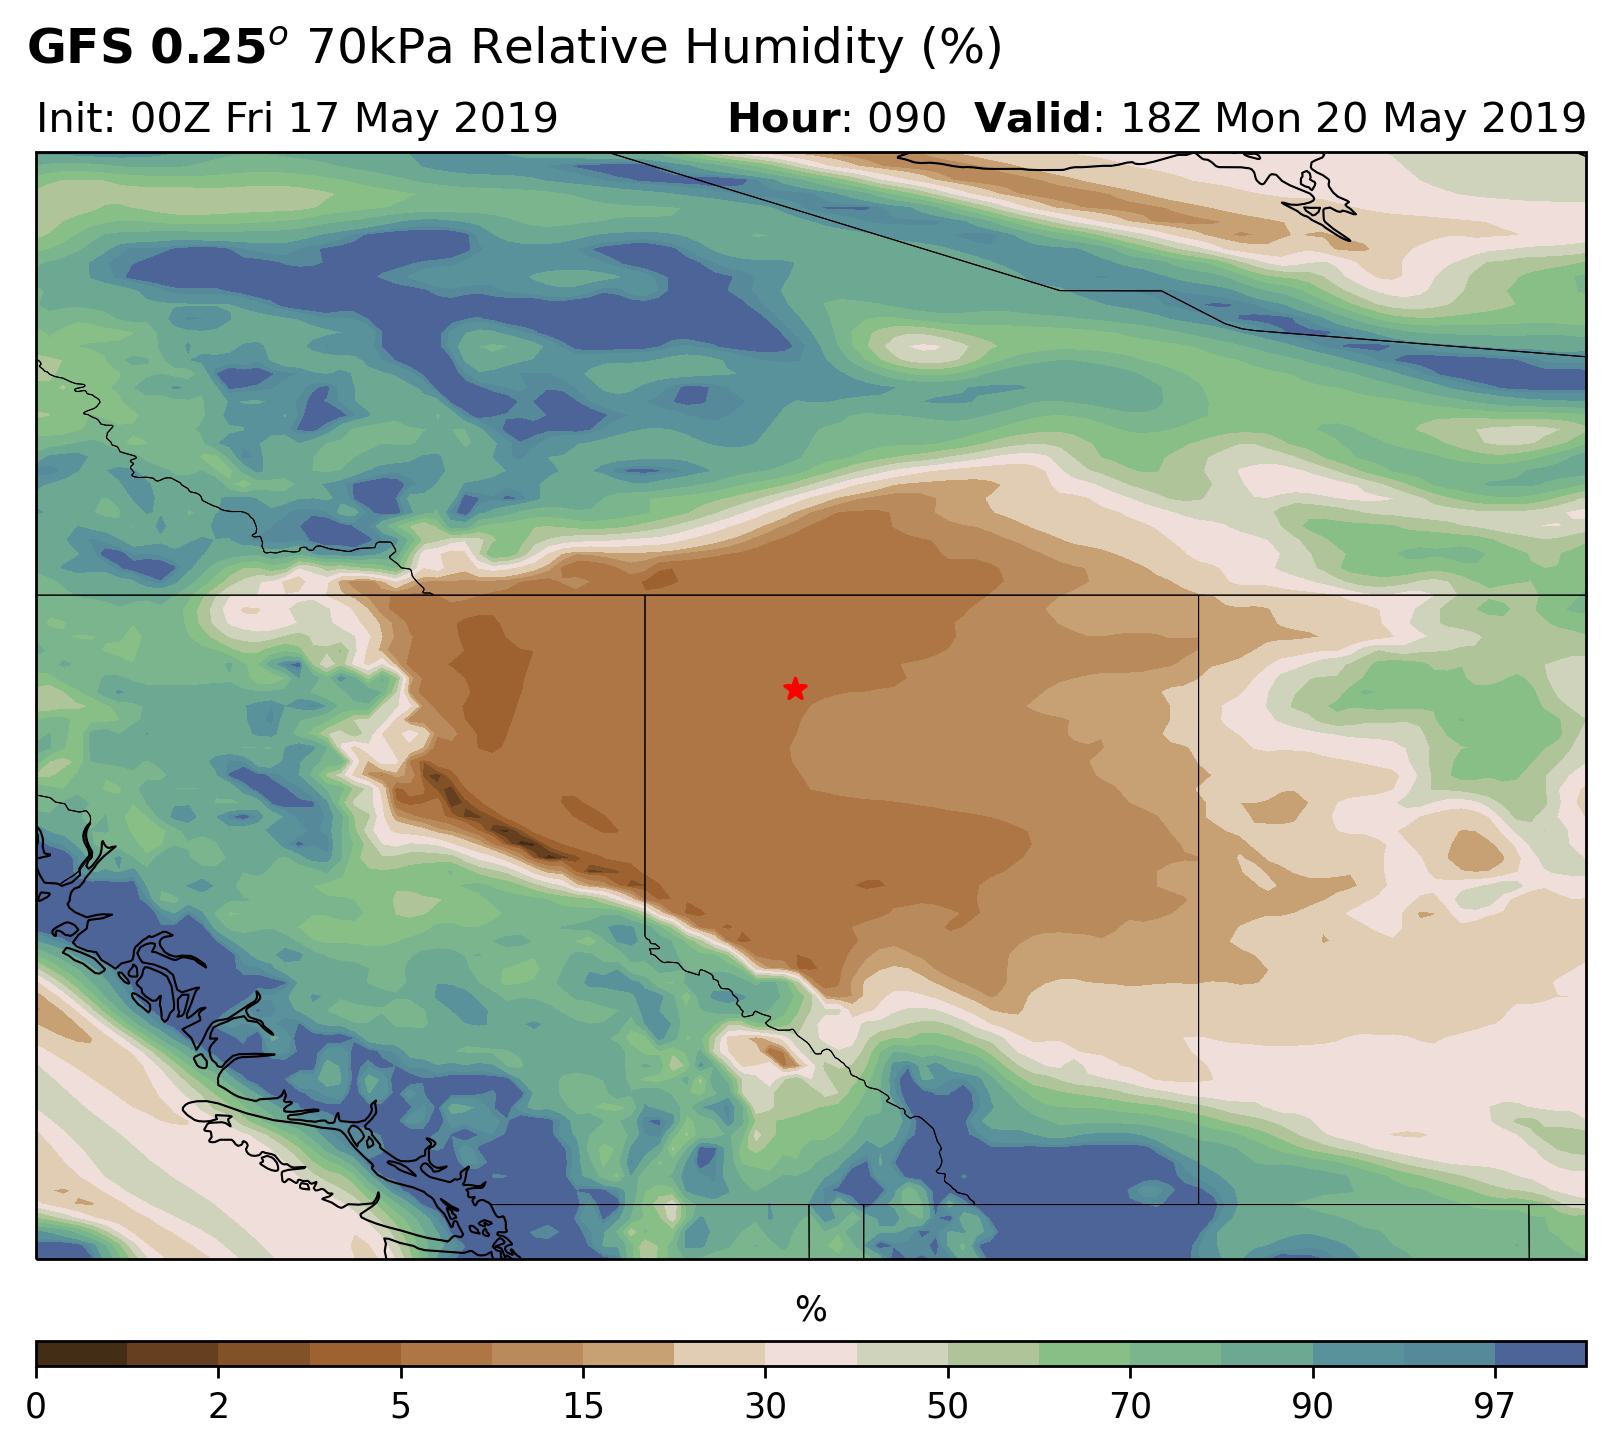 GFS 0.25° 70kPa Relative Humidity (%)
Init: 00Z Fri 17 May 2019 Hour: 090 Valid: 18Z Mon 20 May 2019
%
0 2 5 15 30 50 70 90 97